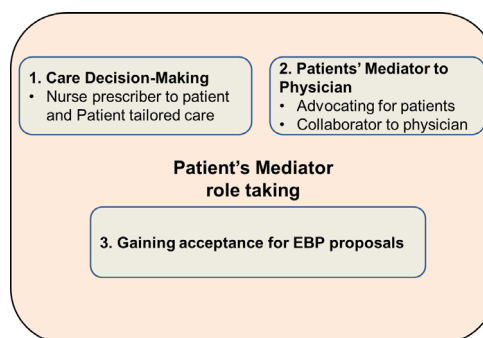 1. Care Decision-Making
• Nurse prescriber to patient
and Patient tailored care
2. Patients' Mediator to
Physician
• Advocating for patients
• Collaborator to physician
Patient's Mediator
role taking
3. Gaining acceptance for EBP proposals